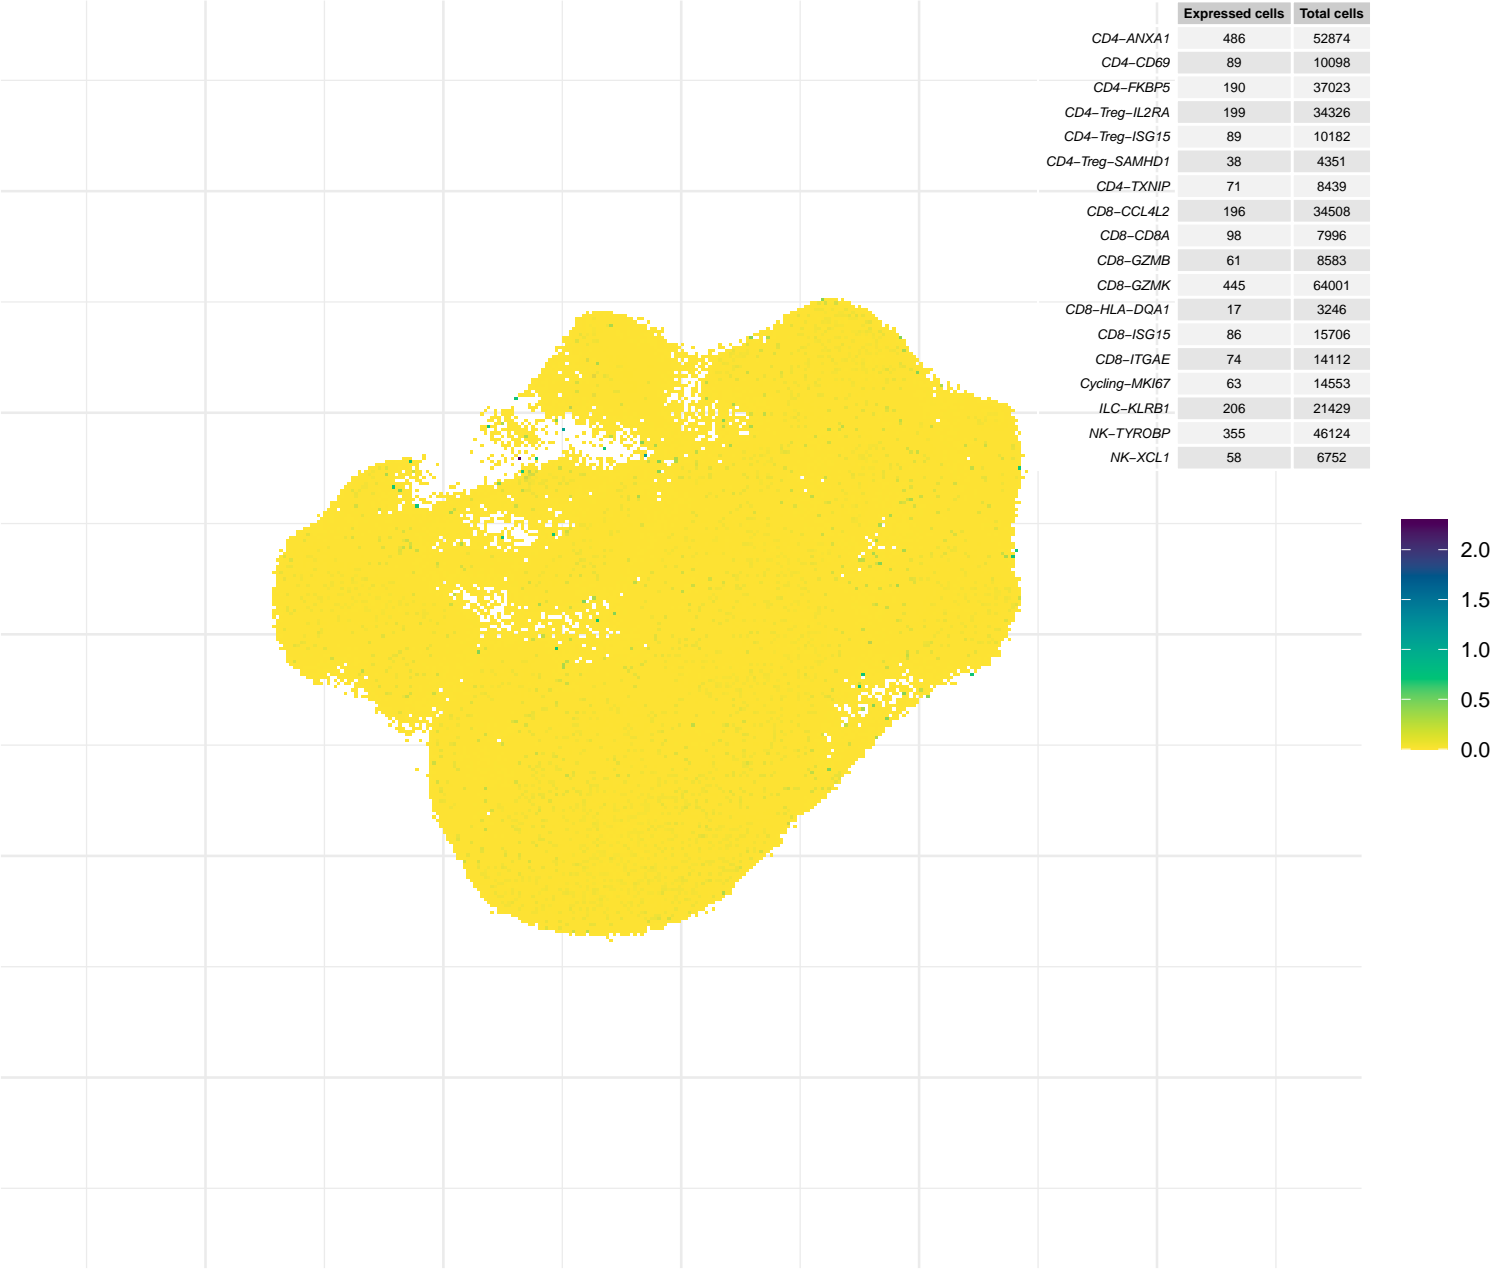 Expressed cells Total cells
CD4−ANXA1 486 52874
CD4−CD69 89 10098
CD4−FKBP5 190 37023
CD4−Treg−IL2RA 199 34326
CD4−Treg−ISG15 89 10182
CD4−Treg−SAMHD1 38 4351
CD4−TXNIP 71 8439
CD8−CCL4L2 196 34508
CD8−CD8A 98 7996
CD8−GZMB 61 8583
CD8−GZMK 445 64001
CD8−HLA−DQA1 17 3246
CD8−ISG15 86 15706
CD8−ITGAE 74 14112
Cycling−MKI67 63 14553
ILC−KLRB1 206 21429
NK−TYROBP 355 46124
NK−XCL1 58 6752
2.0
1.5
1.0
0.5
0.0